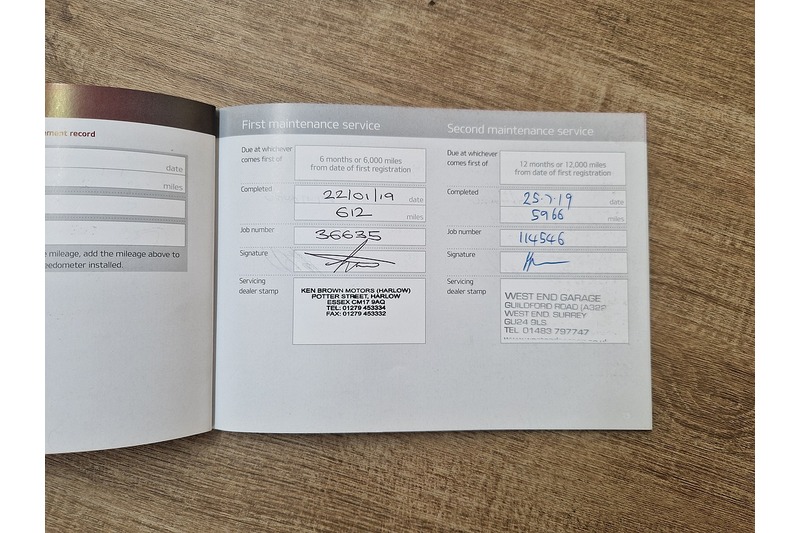 ment record
date
miles
e mileage, add the mileage above to
eedometer installed.
First maintenance service
Due at whichever
comes first of
6 months or 6,000 miles
from date of first registration
Completed
22/01/19 date
612 miles
Job number
36635
Signature
Servicing
dealer stamp
KEN BROWN MOTORS (HARLOW)
POTTER STREET, HARLOW
ESSEX CM17 9AQ
TEL: 01279 453334
FAX: 01279 453332
Second maintenance service
Due at whichever
comes first of
12 months or 12,000 miles
from date of first registration
Completed
25.7.19 date
5966 miles
Job number
114546
Signature
Servicing
dealer stamp
WEST END GARAGE
GUILDFORD ROAD (A322
WEST END. SURREY
GU24 9LS
TEL. 01483 797747